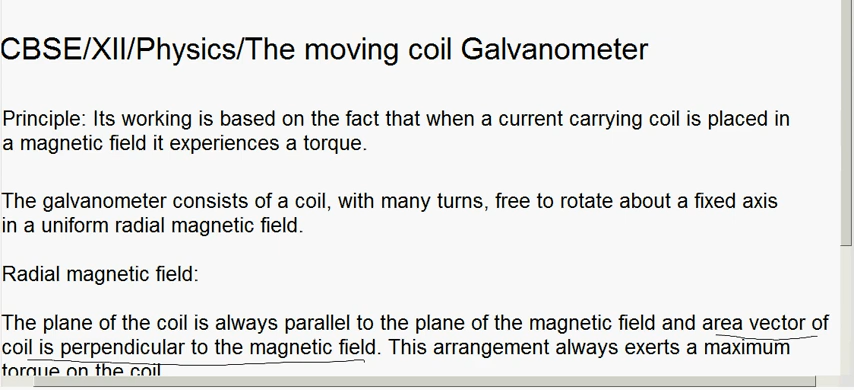 CBSE/XII/Physics/The moving coil Galvanometer
Principle: Its working is based on the fact that when a current carrying coil is placed in
a magnetic field it experiences a torque.
The galvanometer consists of a coil, with many turns, free to rotate about a fixed axis
in a uniform radial magnetic field.
Radial magnetic field:
The plane of the coil is always parallel to the plane of the magnetic field and area vector of
coil is perpendicular to the magnetic field. This arrangement always exerts a maximum
torque on the coil